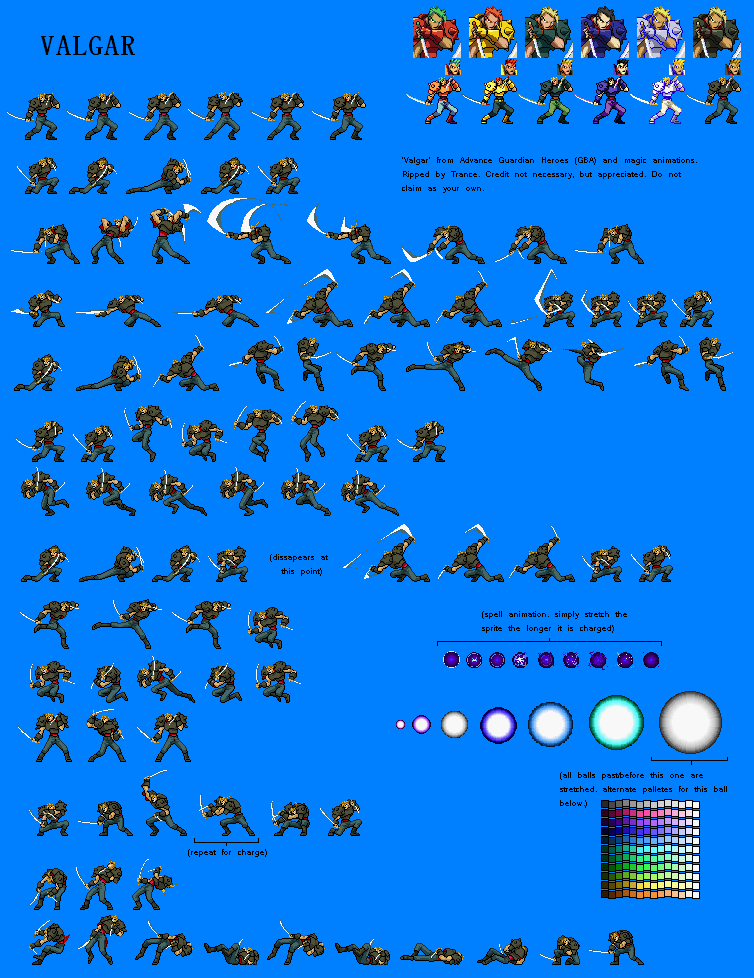 VALGAR
'Valgar' from Advance Guardian Heroes (GBA) and magic animations.
Ripped by Trance. Credit not necessary, but appreciated. Do not
claim as your own.
(dissapears at
this point)
(spell animation. simply stretch the
sprite the longer it is charged)
(all balls past/before this one are
stretched. alternate palletes for this ball
below.)
(repeat for charge)